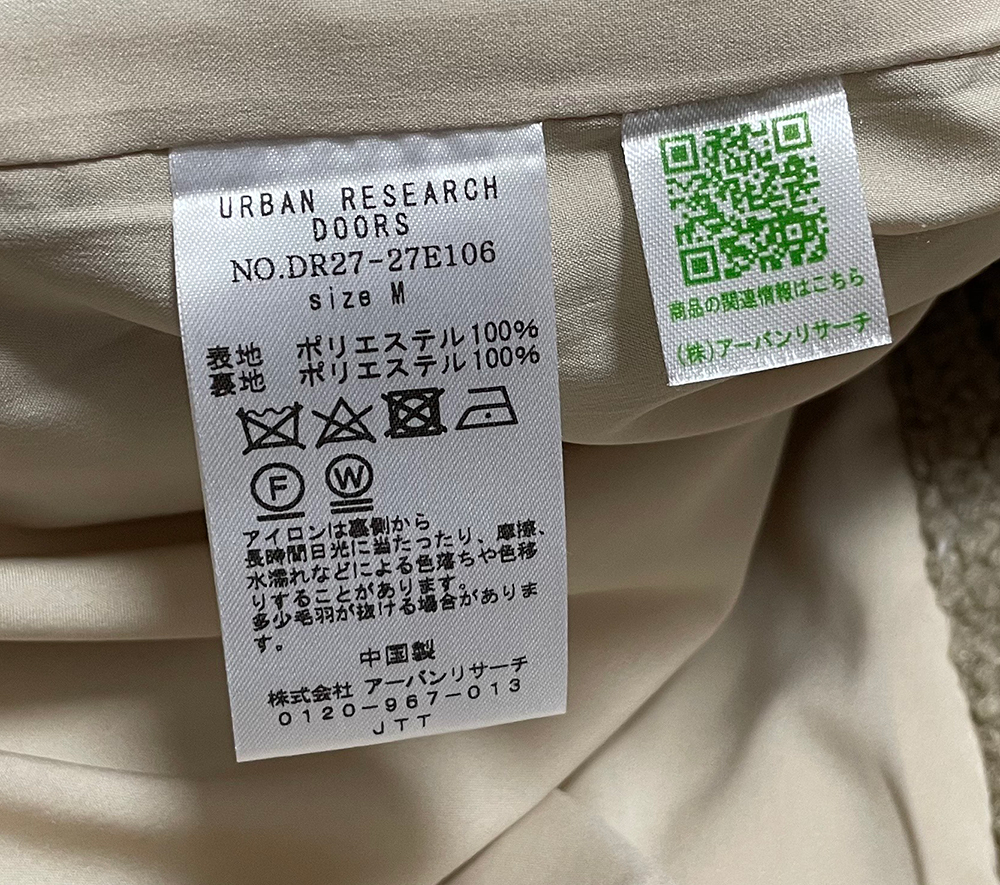 URBAN RESEARCH
DOORS
NO.DR27-27E106
size M
表地 ポリエステル100%
裏地 ポリエステル100%
F W
アイロンは裏側から
長時間日光に当たったり、摩擦、
水濡れなどによる色落ちや色移
りすることがあります。
多少毛羽が抜ける場合がありま
す。
中国製
株式会社 アーバンリサーチ
0120-967-013
JTT
商品の関連情報はこちら
(株)アーバンリサーチ